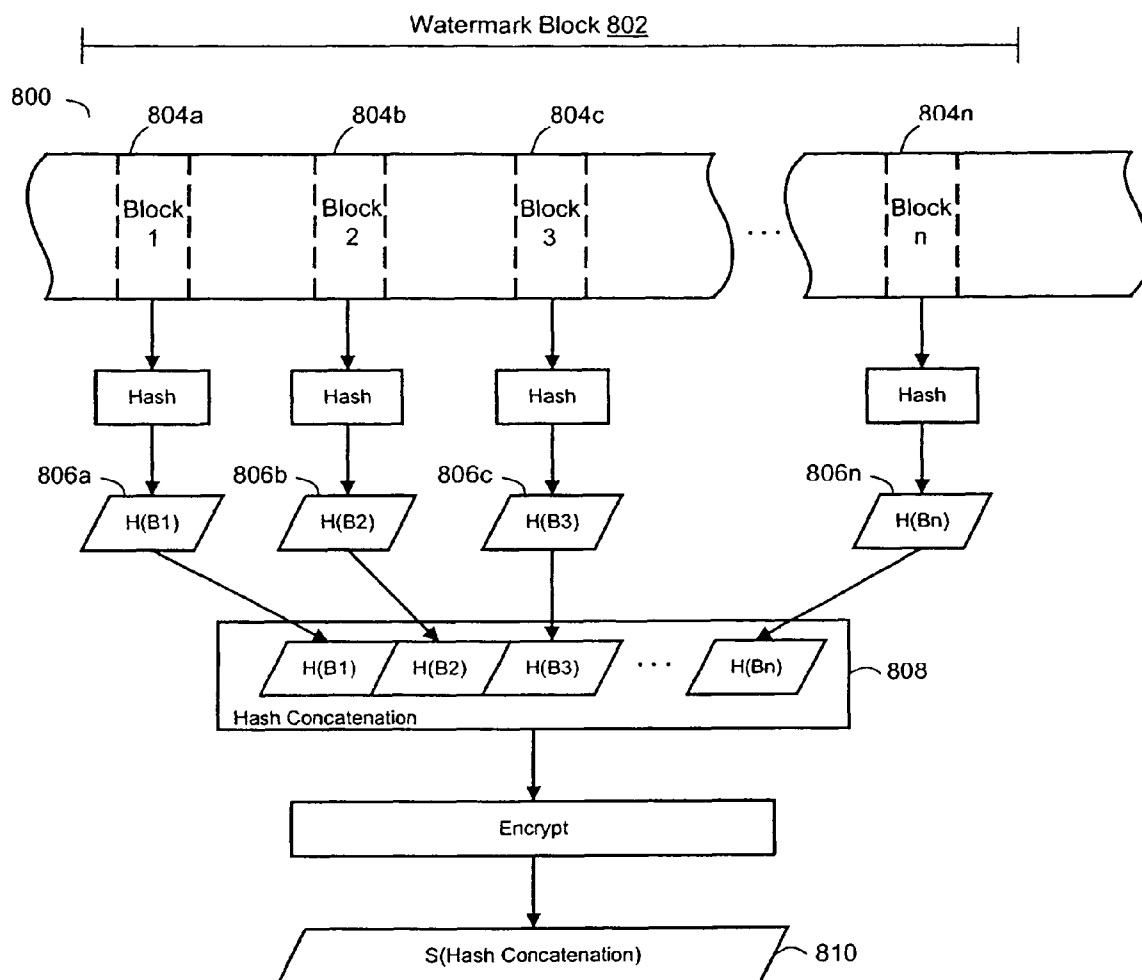 Watermark Block 802
800
804a
804b
804c
804n
Block
1
Block
2
Block
3
. . .
Block
n
Hash
Hash
Hash
Hash
806a
806b
806c
806n
H(B1)
H(B2)
H(B3)
H(Bn)
H(B1)
H(B2)
H(B3)
. . .
H(Bn)
808
Hash Concatenation
Encrypt
S(Hash Concatenation)
810